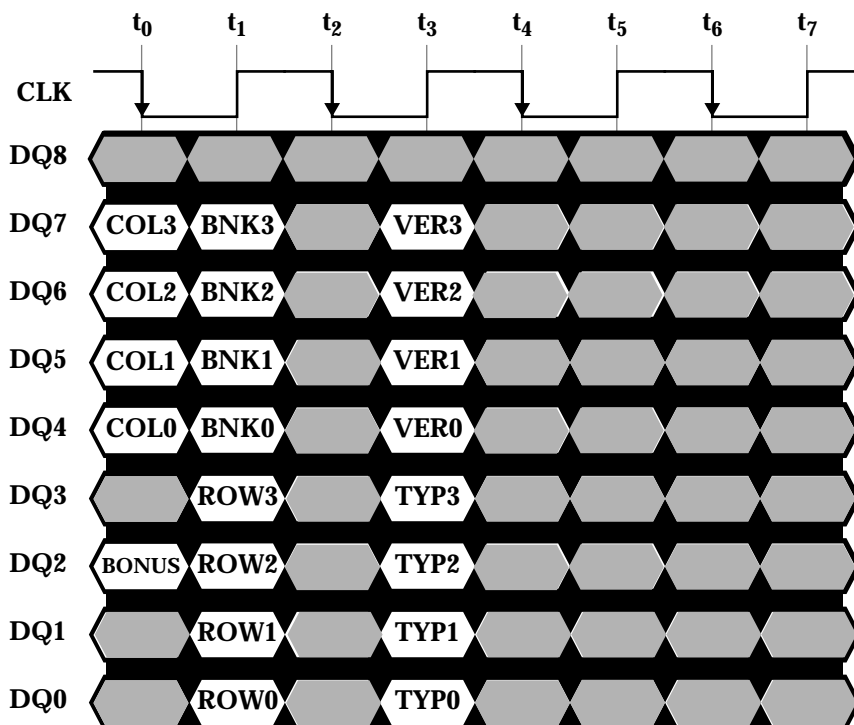 t0 t1 t2 t3 t4 t5 t6 t7
CLK
DQ8
DQ7 COL3 BNK3 VER3
DQ6 COL2 BNK2 VER2
DQ5 COL1 BNK1 VER1
DQ4 COL0 BNK0 VER0
DQ3 ROW3 TYP3
DQ2 BONUS ROW2 TYP2
DQ1 ROW1 TYP1
DQ0 ROW0 TYP0